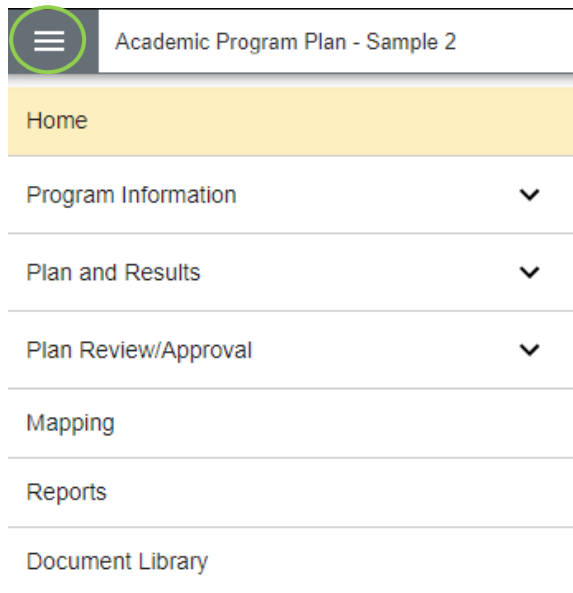 Academic Program Plan - Sample 2
Home
Program Information
Plan and Results
Plan Review/Approval
Mapping
Reports
Document Library